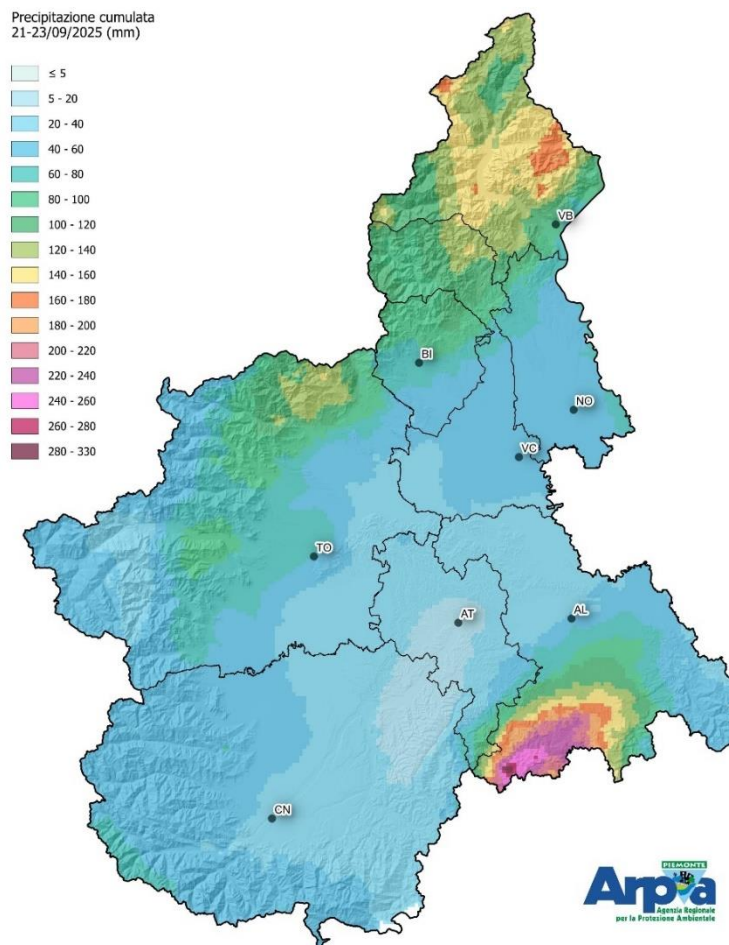 Precipitazione cumulata
21-23/09/2025 (mm)
≤ 5
5 - 20
20 - 40
40 - 60
60 - 80
80 - 100
100 - 120
120 - 140
140 - 160
160 - 180
180 - 200
200 - 220
220 - 240
240 - 260
260 - 280
280 - 330
VB
BI
NO
VC
TO
AT
AL
CN
PIEMONTE
Arpa
Agenzia Regionale
per la Protezione Ambientale